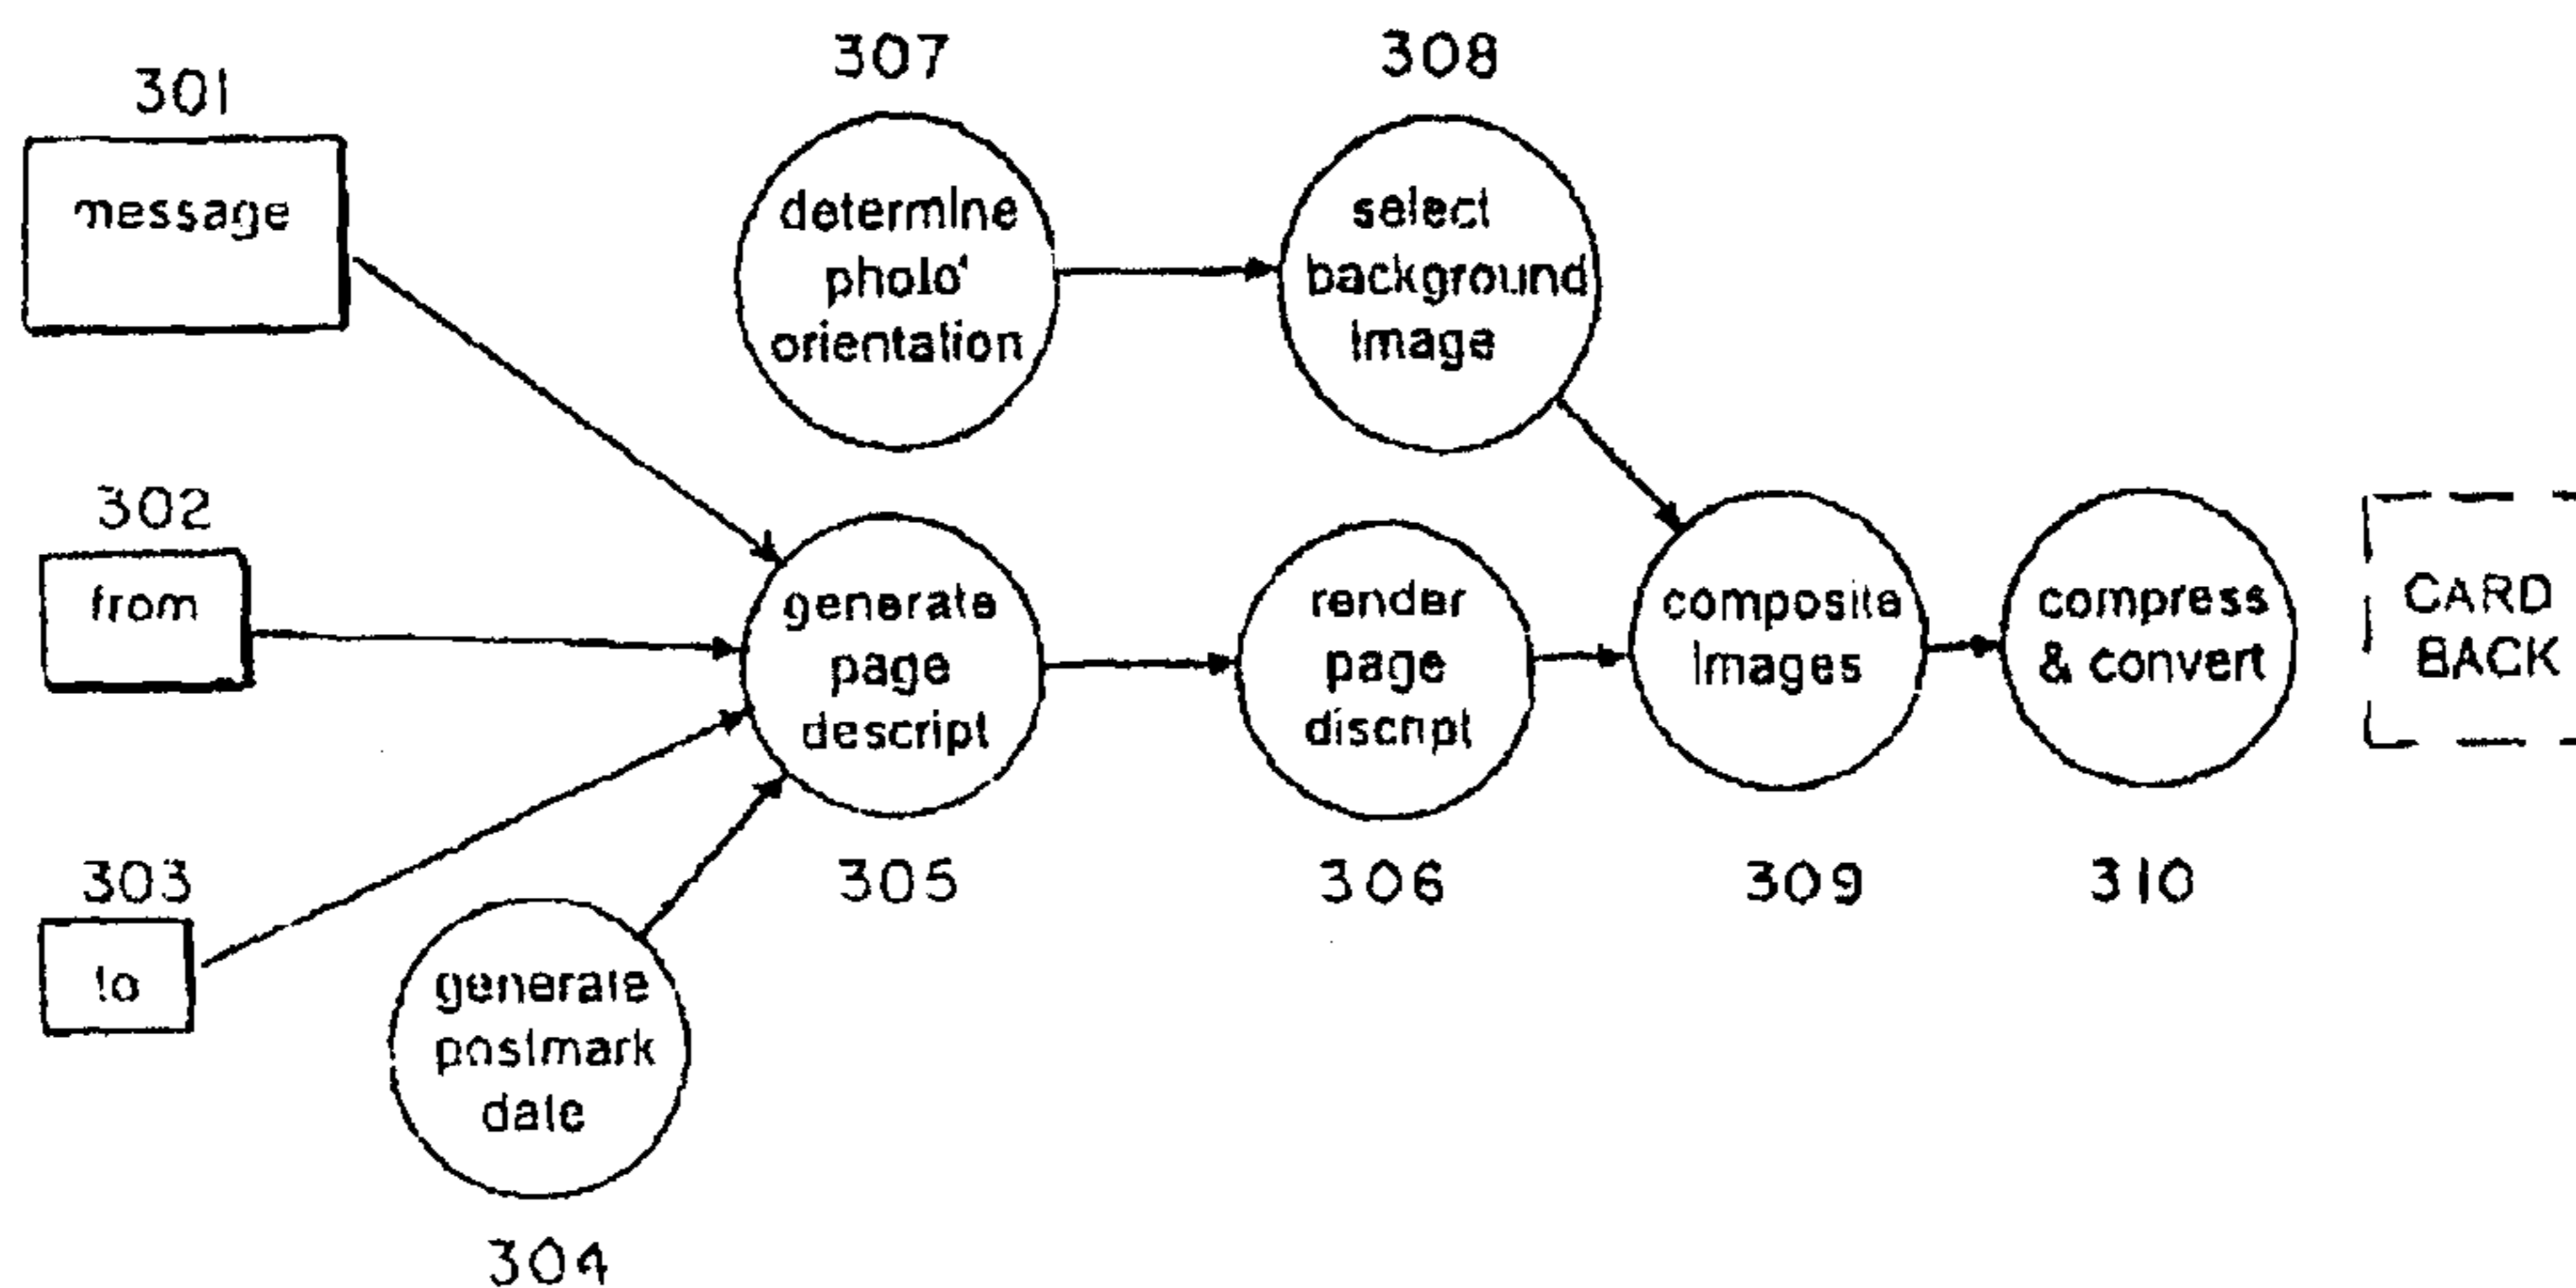 301
message
307
determine
photo
orientation
308
select
background
Image
302
from
generate
page
descript
305
render
page
discript
306
composite
Images
309
compress
& convert
310
CARD
BACK
303
to
generate
postmark
date
304